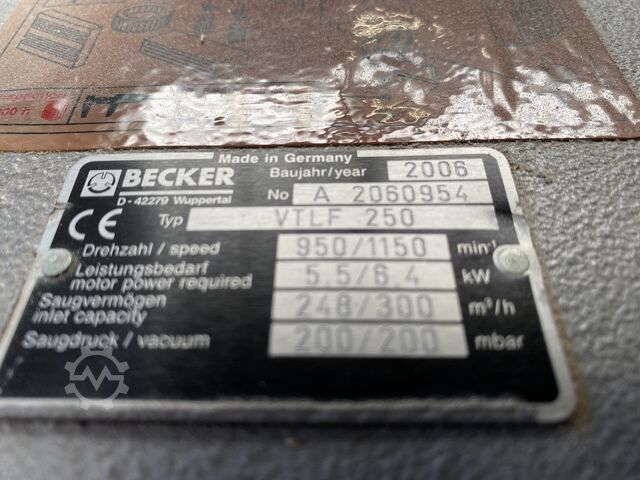 00 h
Made in Germany
BECKER
Baujahr/year 2006
D-42279 Wuppertal
No A 2060954
CE Typ VTLF 250
Drehzahl / speed 950/1150 min⁻¹
Leistungsbedarf
motor power required 5.5/6.4 kW
Saugvermögen
inlet capacity 248/300 m³/h
Saugdruck / vacuum 200/200 mbar